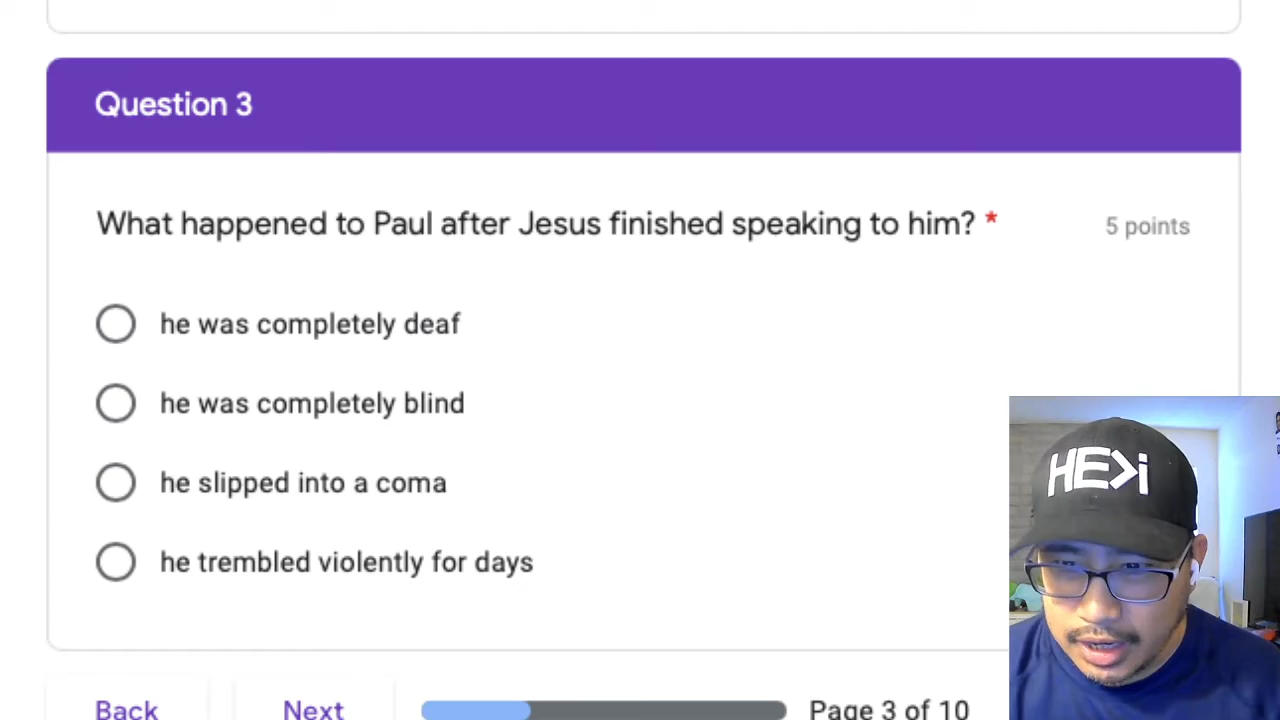 Question 3
What happened to Paul after Jesus finished speaking to him? *
5 points
he was completely deaf
he was completely blind
he slipped into a coma
he trembled violently for days
HE>i
Back
Next
Page 3 of 10